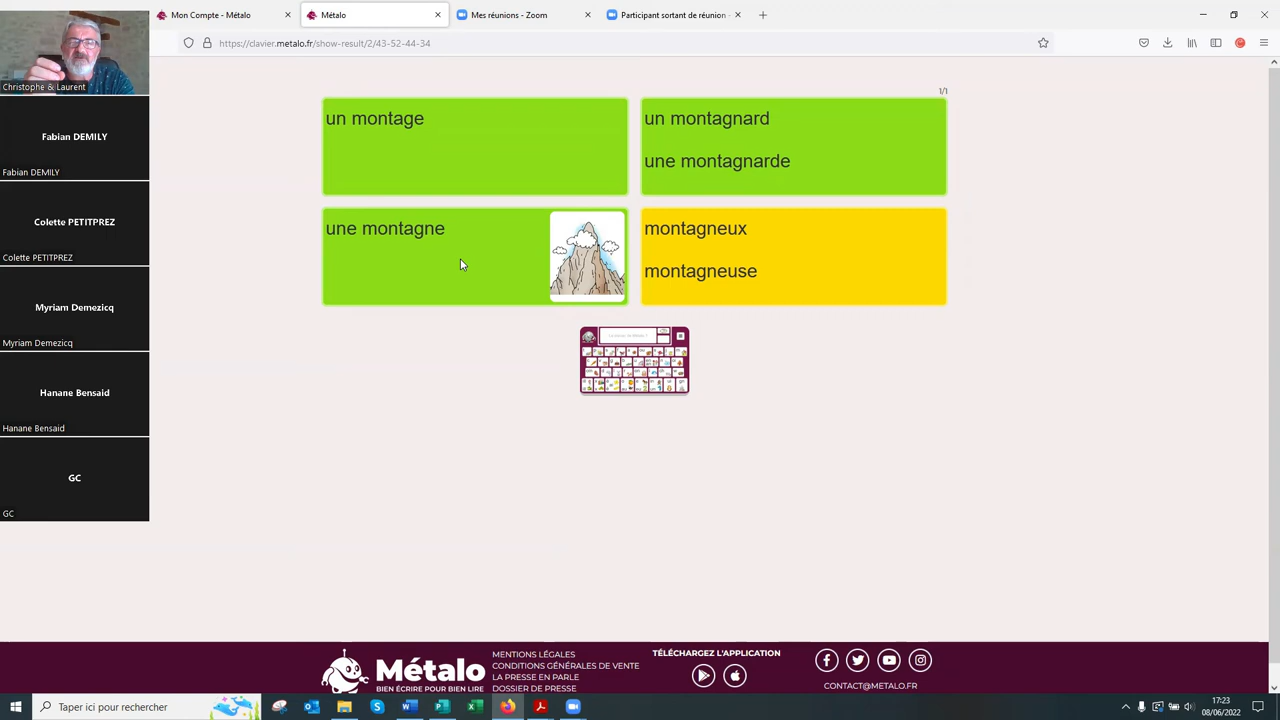 Mon Compte - Métalo
Métalo
Mes réunions - Zoom
Participant sortant de réunion -
https://davier.metalo.fr/show-result/2/43-52-44-34
Christophe & Laurent
Fabian DEMILY
Fabian DEMILY
Colette PETITPREZ
Colette PETITPREZ
Myriam Demezicq
Myriam Demezicq
Hanane Bensaid
Hanane Bensaid
GC
GC
1/1
un montage
un montagnard
une montagnarde
une montagne
montagneux
montagneuse
Métalo
BIEN ÉCRIRE POUR BIEN LIRE
MENTIONS LÉGALES
CONDITIONS GÉNÉRALES DE VENTE
LA PRESSE EN PARLE
DOSSIER DE PRESSE
TÉLÉCHARGEZ L'APPLICATION
CONTACT@METALO.FR
Taper ici pour rechercher
17:23
08/06/2022